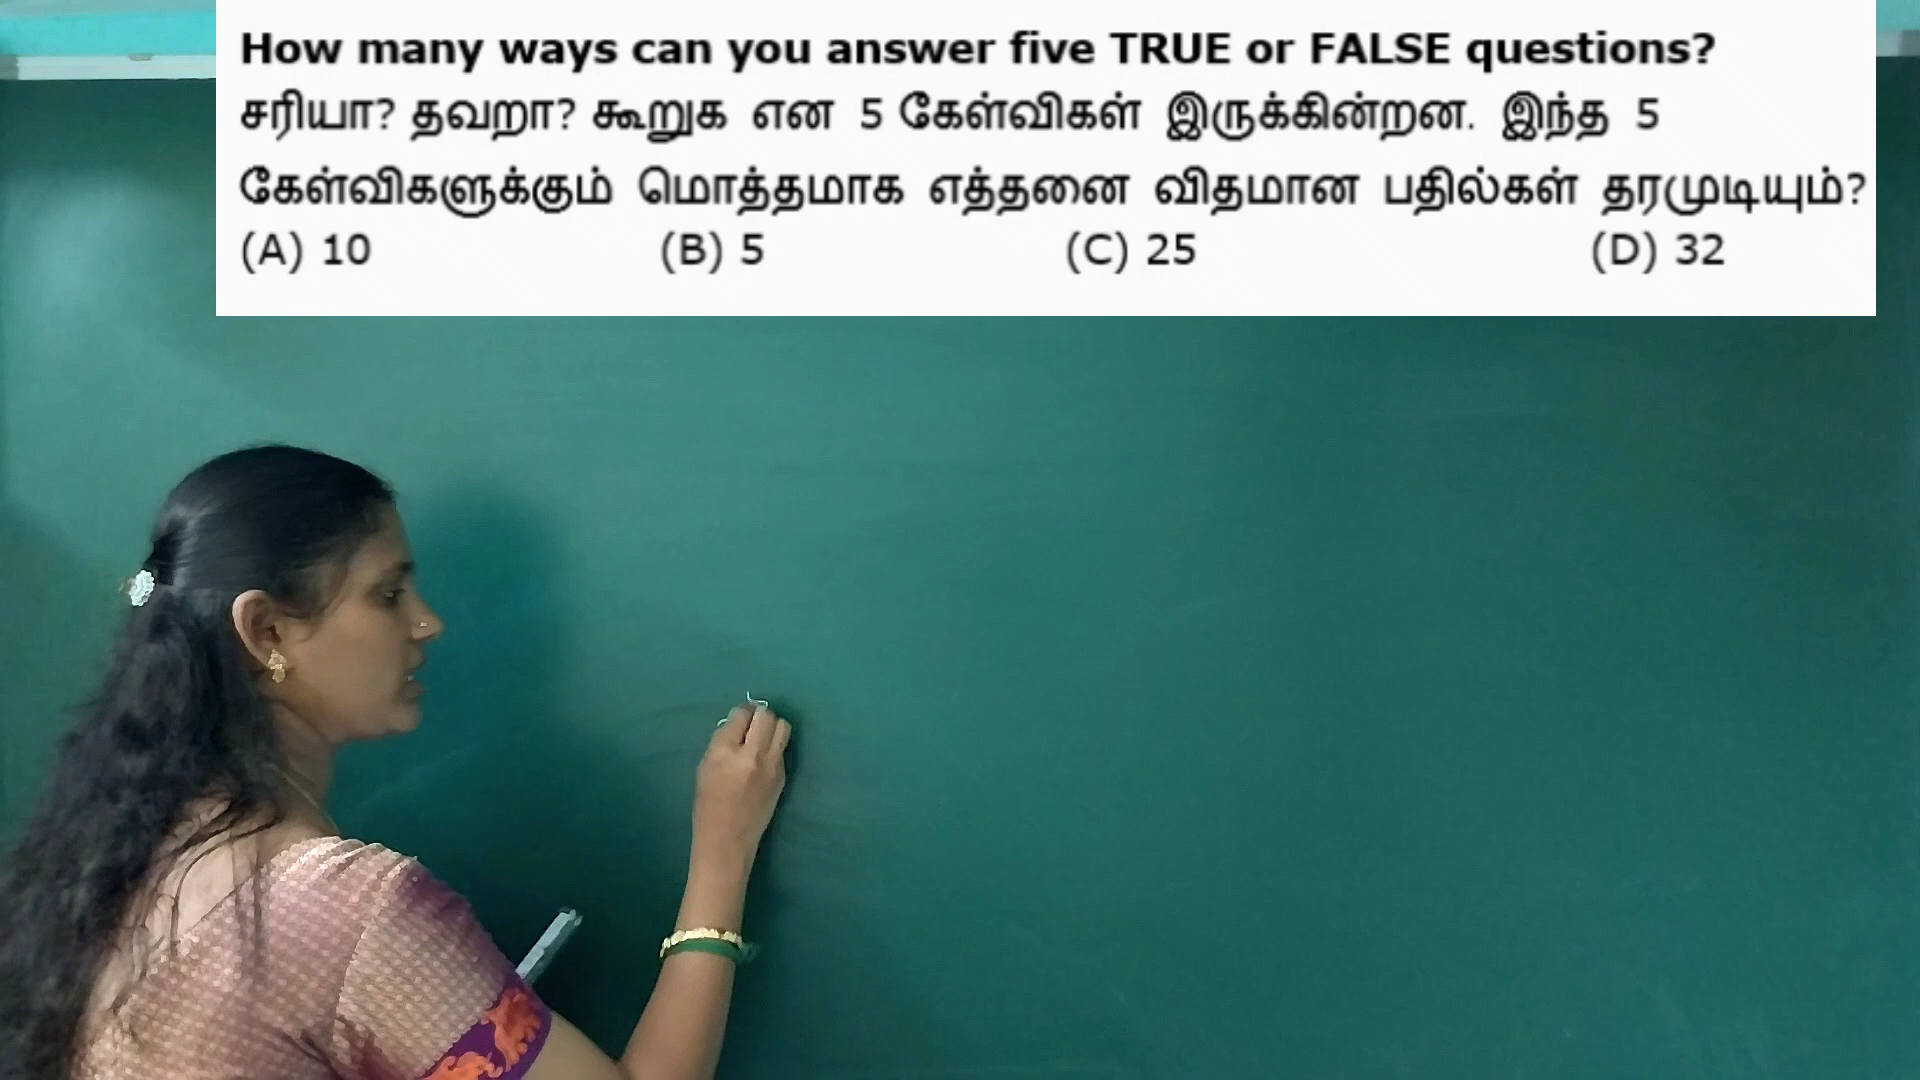 How many ways can you answer five TRUE or FALSE questions?
சரியா? தவறா? கூறுக என 5 கேள்விகள் இருக்கின்றன. இந்த 5
கேள்விகளுக்கும் மொத்தமாக எத்தனை விதமான பதில்கள் தரமுடியும்?
(A) 10 (B) 5 (C) 25 (D) 32